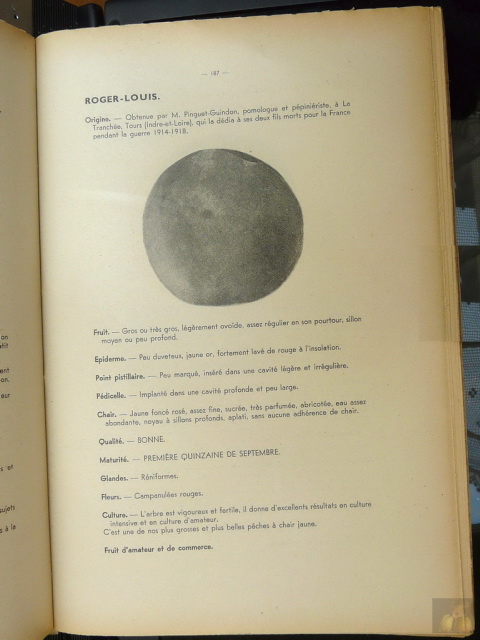 — 187 —
ROGER-LOUIS.
Origine. — Obtenue par M. Pinguet-Guindon, pomologue et pépiniériste, à La
Tranchée, Tours (Indre-et-Loire), qui la dédia à ses deux fils morts pour la France
pendant la guerre 1914-1918.
Fruit. — Gros ou très gros, légèrement ovoïde, assez régulier en son pourtour, sillon
moyen ou peu profond.
Epiderme. — Peu duveteux, jaune or, fortement lavé de rouge à l'insolation.
Point pistillaire. — Peu marqué, inséré dans une cavité légère et irrégulière.
Pédicelle. — Implanté dans une cavité profonde et peu large.
Chair. — Jaune foncé rosé, assez fine, sucrée, très parfumée, abricotée, eau assez
abondante, noyau à sillons profonds, aplati, sans aucune adhérence de chair.
Qualité. — BONNE.
Maturité. — PREMIÈRE QUINZAINE DE SEPTEMBRE.
Glandes. — Réniformes.
Fleurs. — Campanulées rouges.
Culture. — L'arbre est vigoureux et fertile, il donne d'excellents résultats en culture
intensive et en culture d'amateur.
C'est une de nos plus grosses et plus belles pêches à chair jaune.
Fruit d'amateur et de commerce.